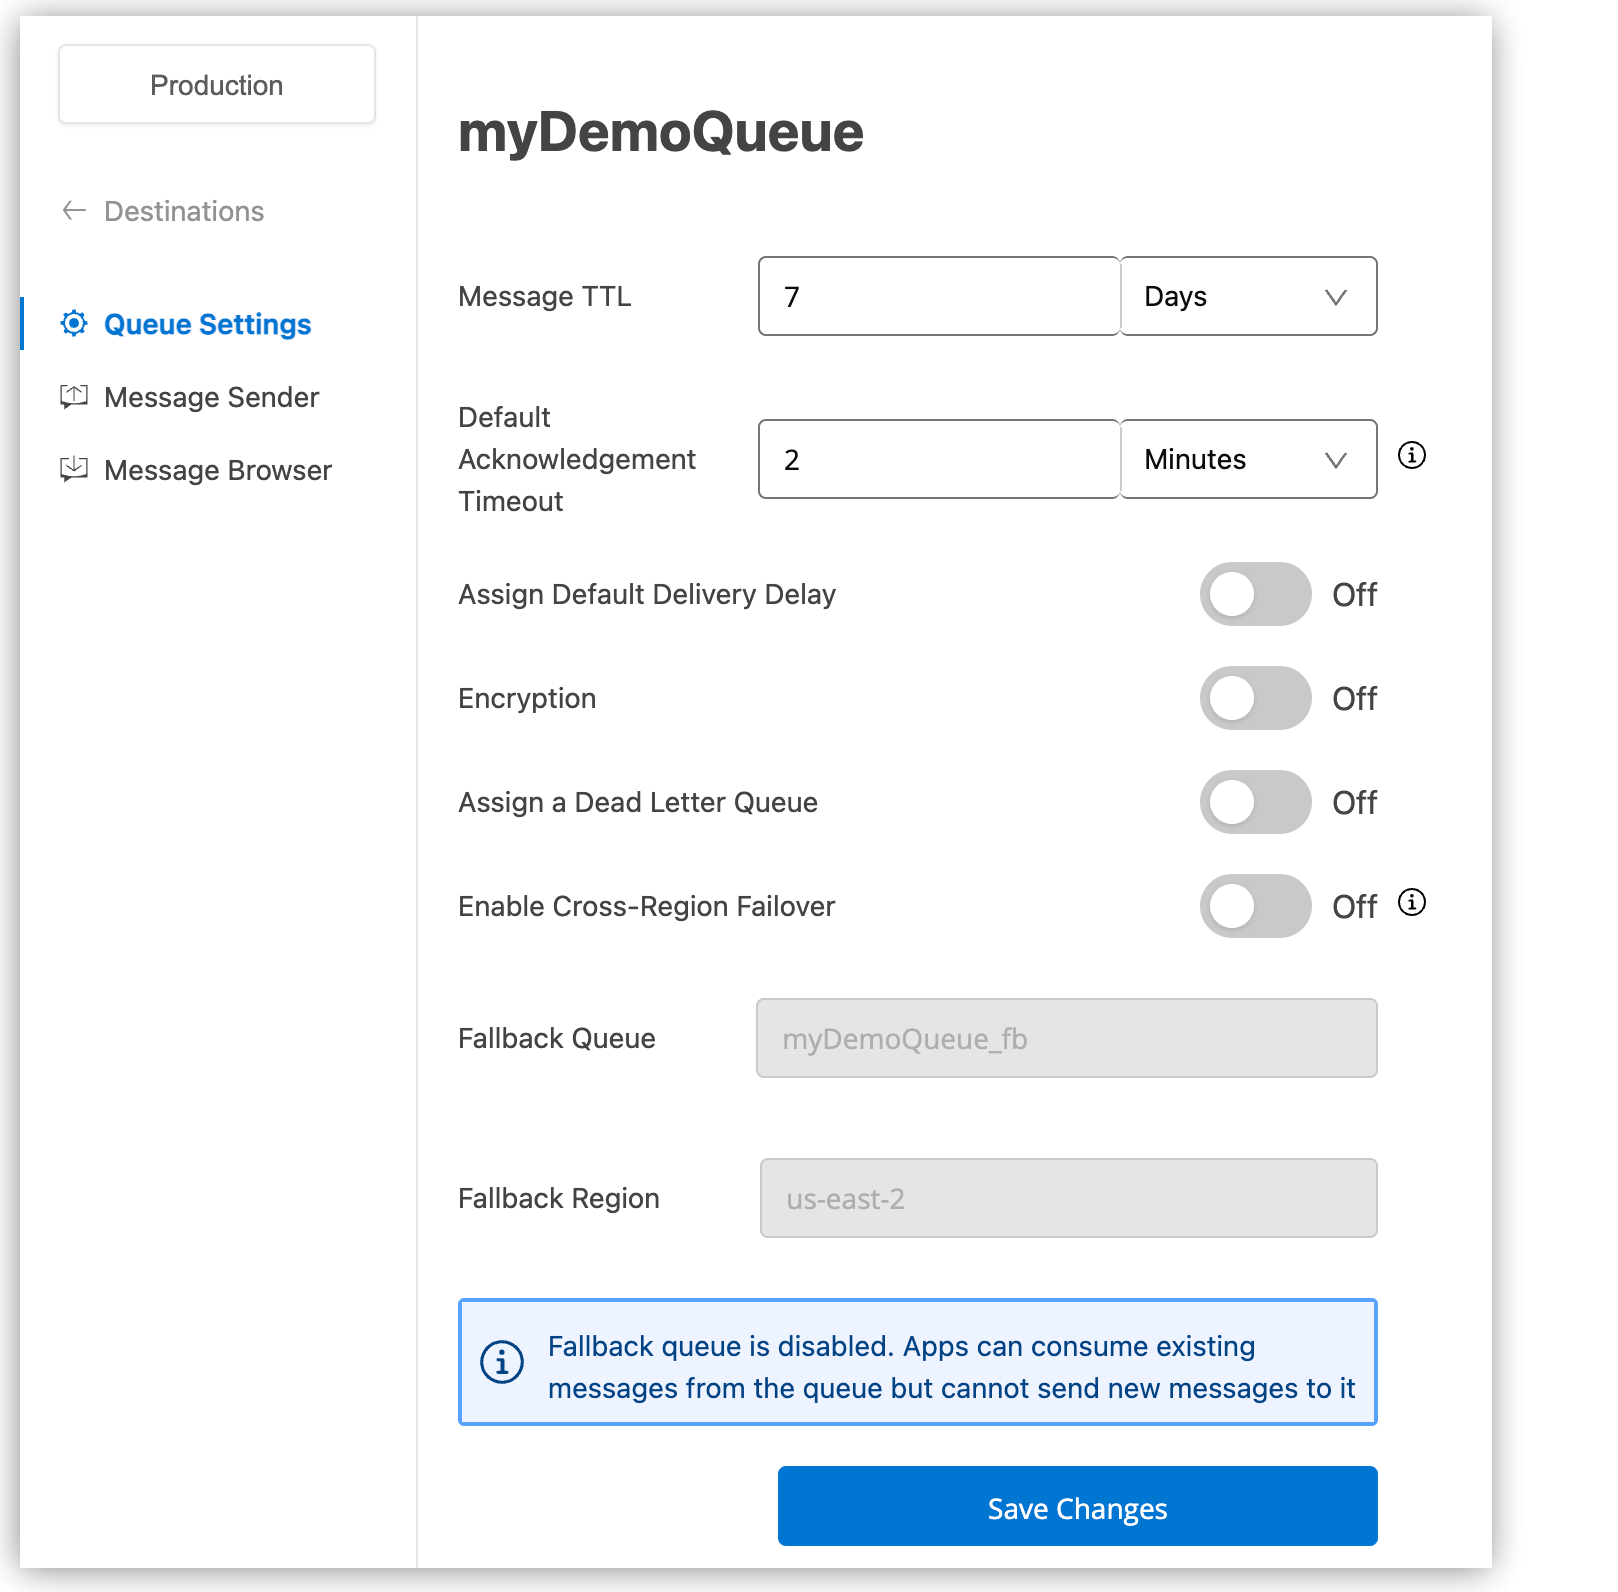 Production
Destinations
Queue Settings
Message Sender
Message Browser
myDemoQueue
Message TTL
7
Days
Default
Acknowledgement
Timeout
2
Minutes
Assign Default Delivery Delay
Off
Encryption
Off
Assign a Dead Letter Queue
Off
Enable Cross-Region Failover
Off
Fallback Queue
myDemoQueue_fb
Fallback Region
us-east-2
Fallback queue is disabled. Apps can consume existing
messages from the queue but cannot send new messages to it
Save Changes